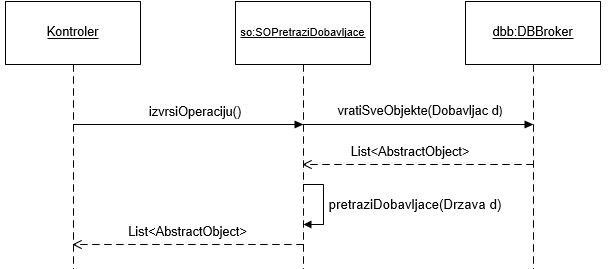 Kontroler
so:SOPretraziDobavljace
dbb:DBBroker
izvrsiOperaciju()
vratiSveObjekte(Dobavljac d)
List<AbstractObject>
pretraziDobavljace(Drzava d)
List<AbstractObject>